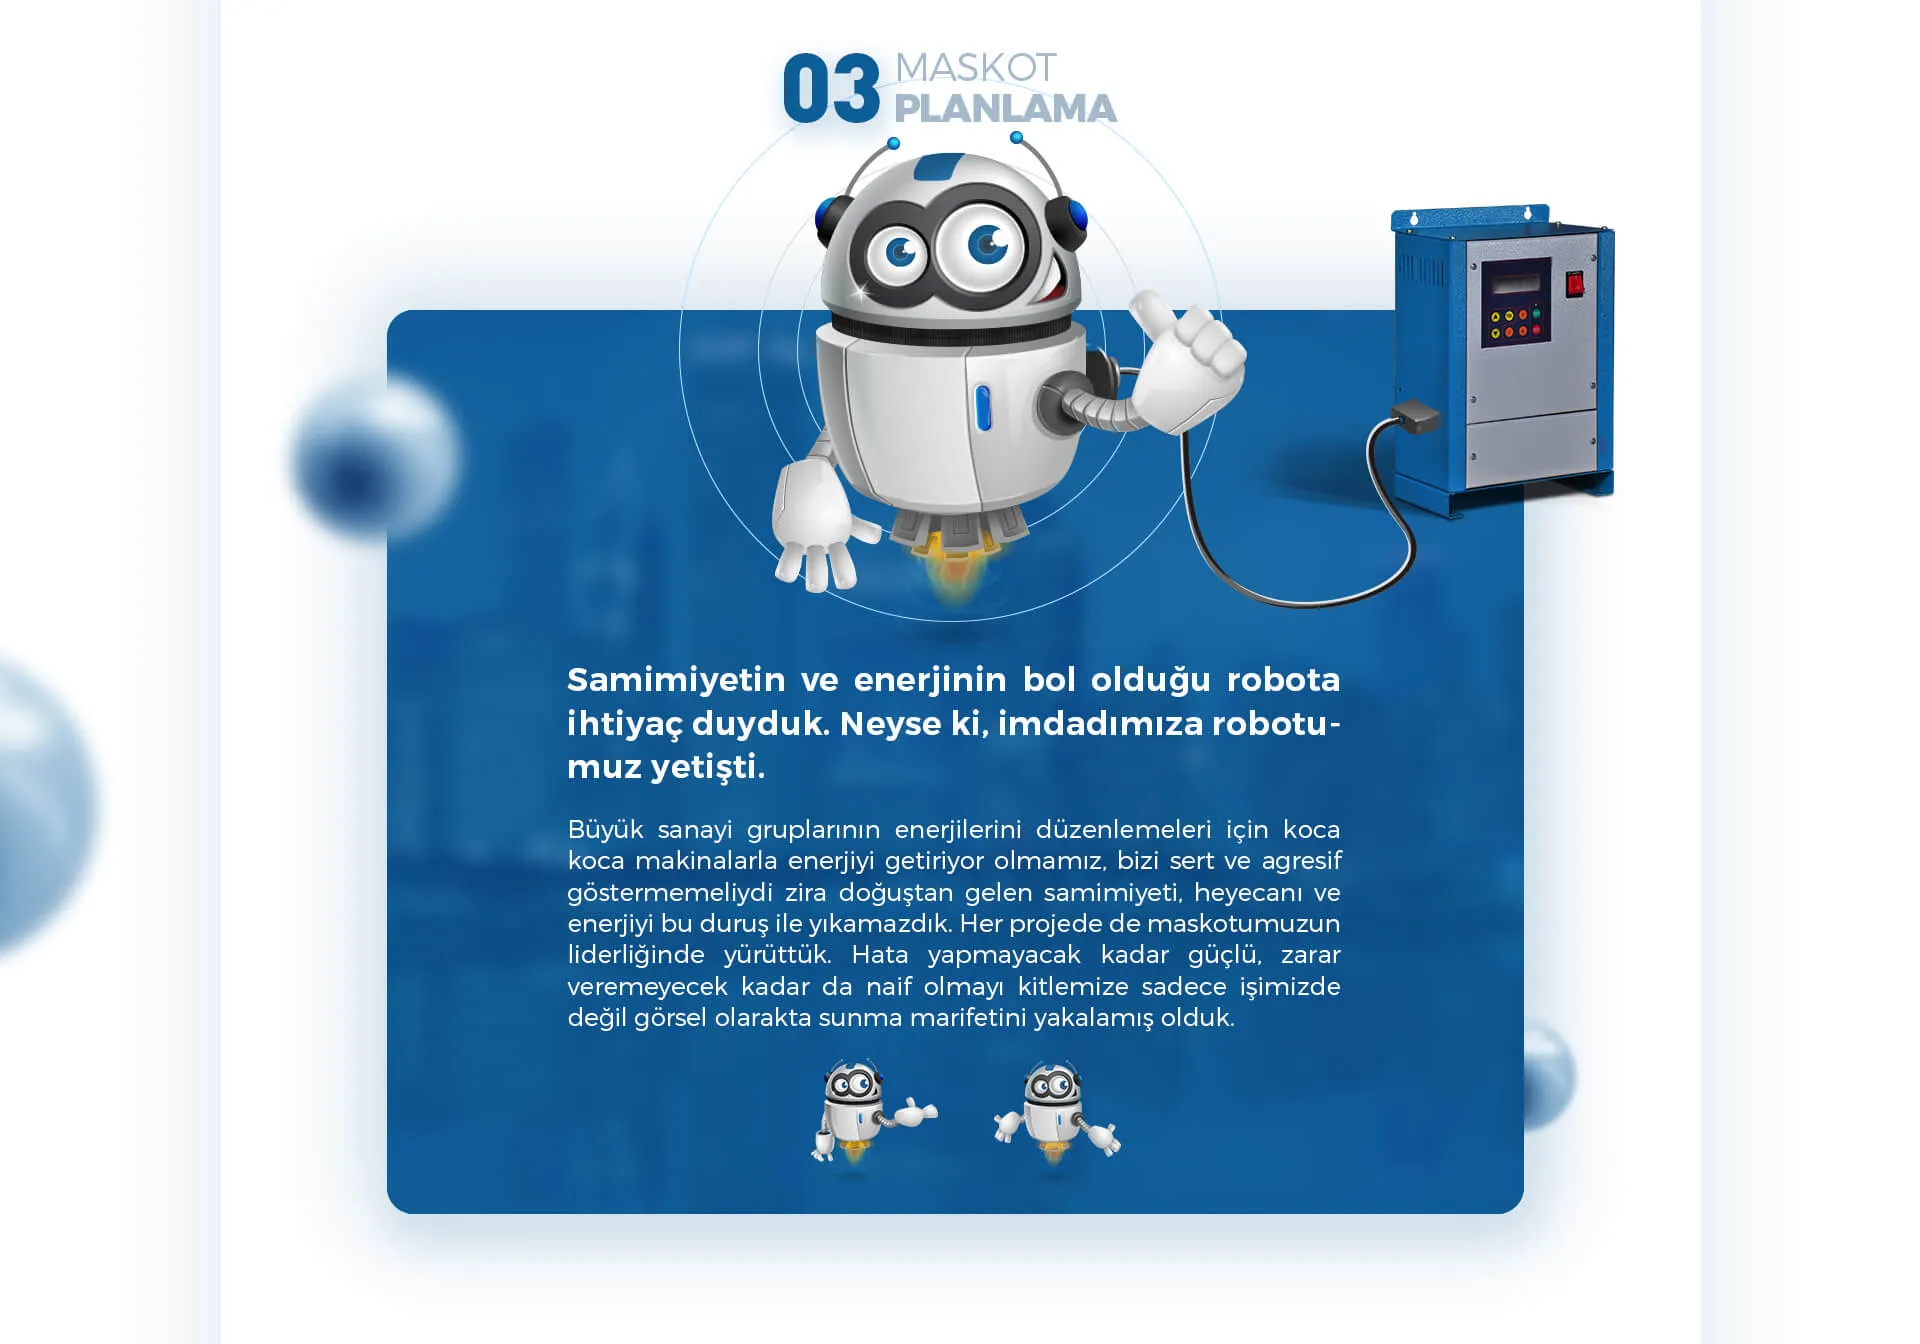 03 MASKOT
PLANLAMA
Samimiyetin ve enerjinin bol olduğu robota
ihtiyaç duyduk. Neyse ki, imdadımıza robotu-
muz yetişti.
Büyük sanayi gruplarının enerjilerini düzenlemeleri için koca
koca makinalarla enerjiyi getiriyor olmamız, bizi sert ve agresif
göstermemeliydi zira doğuştan gelen samimiyeti, heyecanı ve
enerjiyi bu duruş ile yıkamazdık. Her projede de maskotumuzun
liderliğinde yürüttük. Hata yapmayacak kadar güçlü, zarar
veremeyecek kadar da naif olmayı kitlemize sadece işimizde
değil görsel olarakta sunma marifetini yakalamış olduk.